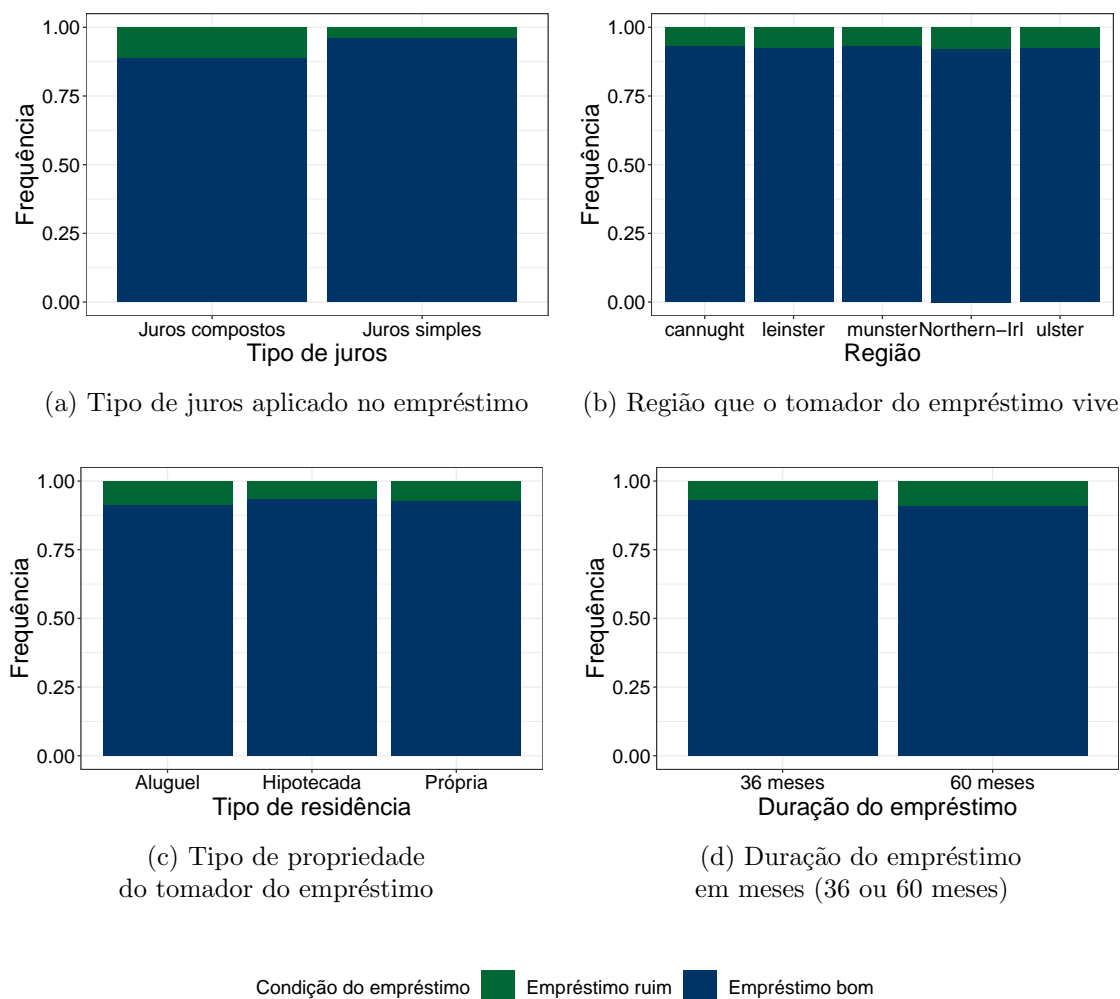 1.00
0.75
0.50
0.25
0.00
Frequência
Juros compostos Juros simples
Tipo de juros
(a) Tipo de juros aplicado no empréstimo
1.00
0.75
0.50
0.25
0.00
Frequência
cannught leinster munster Northern−Irl ulster
Região
(b) Região que o tomador do empréstimo vive
1.00
0.75
0.50
0.25
0.00
Frequência
Aluguel Hipotecada Própria
Tipo de residência
(c) Tipo de propriedade
do tomador do empréstimo
1.00
0.75
0.50
0.25
0.00
Frequência
36 meses 60 meses
Duração do empréstimo
(d) Duração do empréstimo
em meses (36 ou 60 meses)
Condição do empréstimo Empréstimo ruim Empréstimo bom